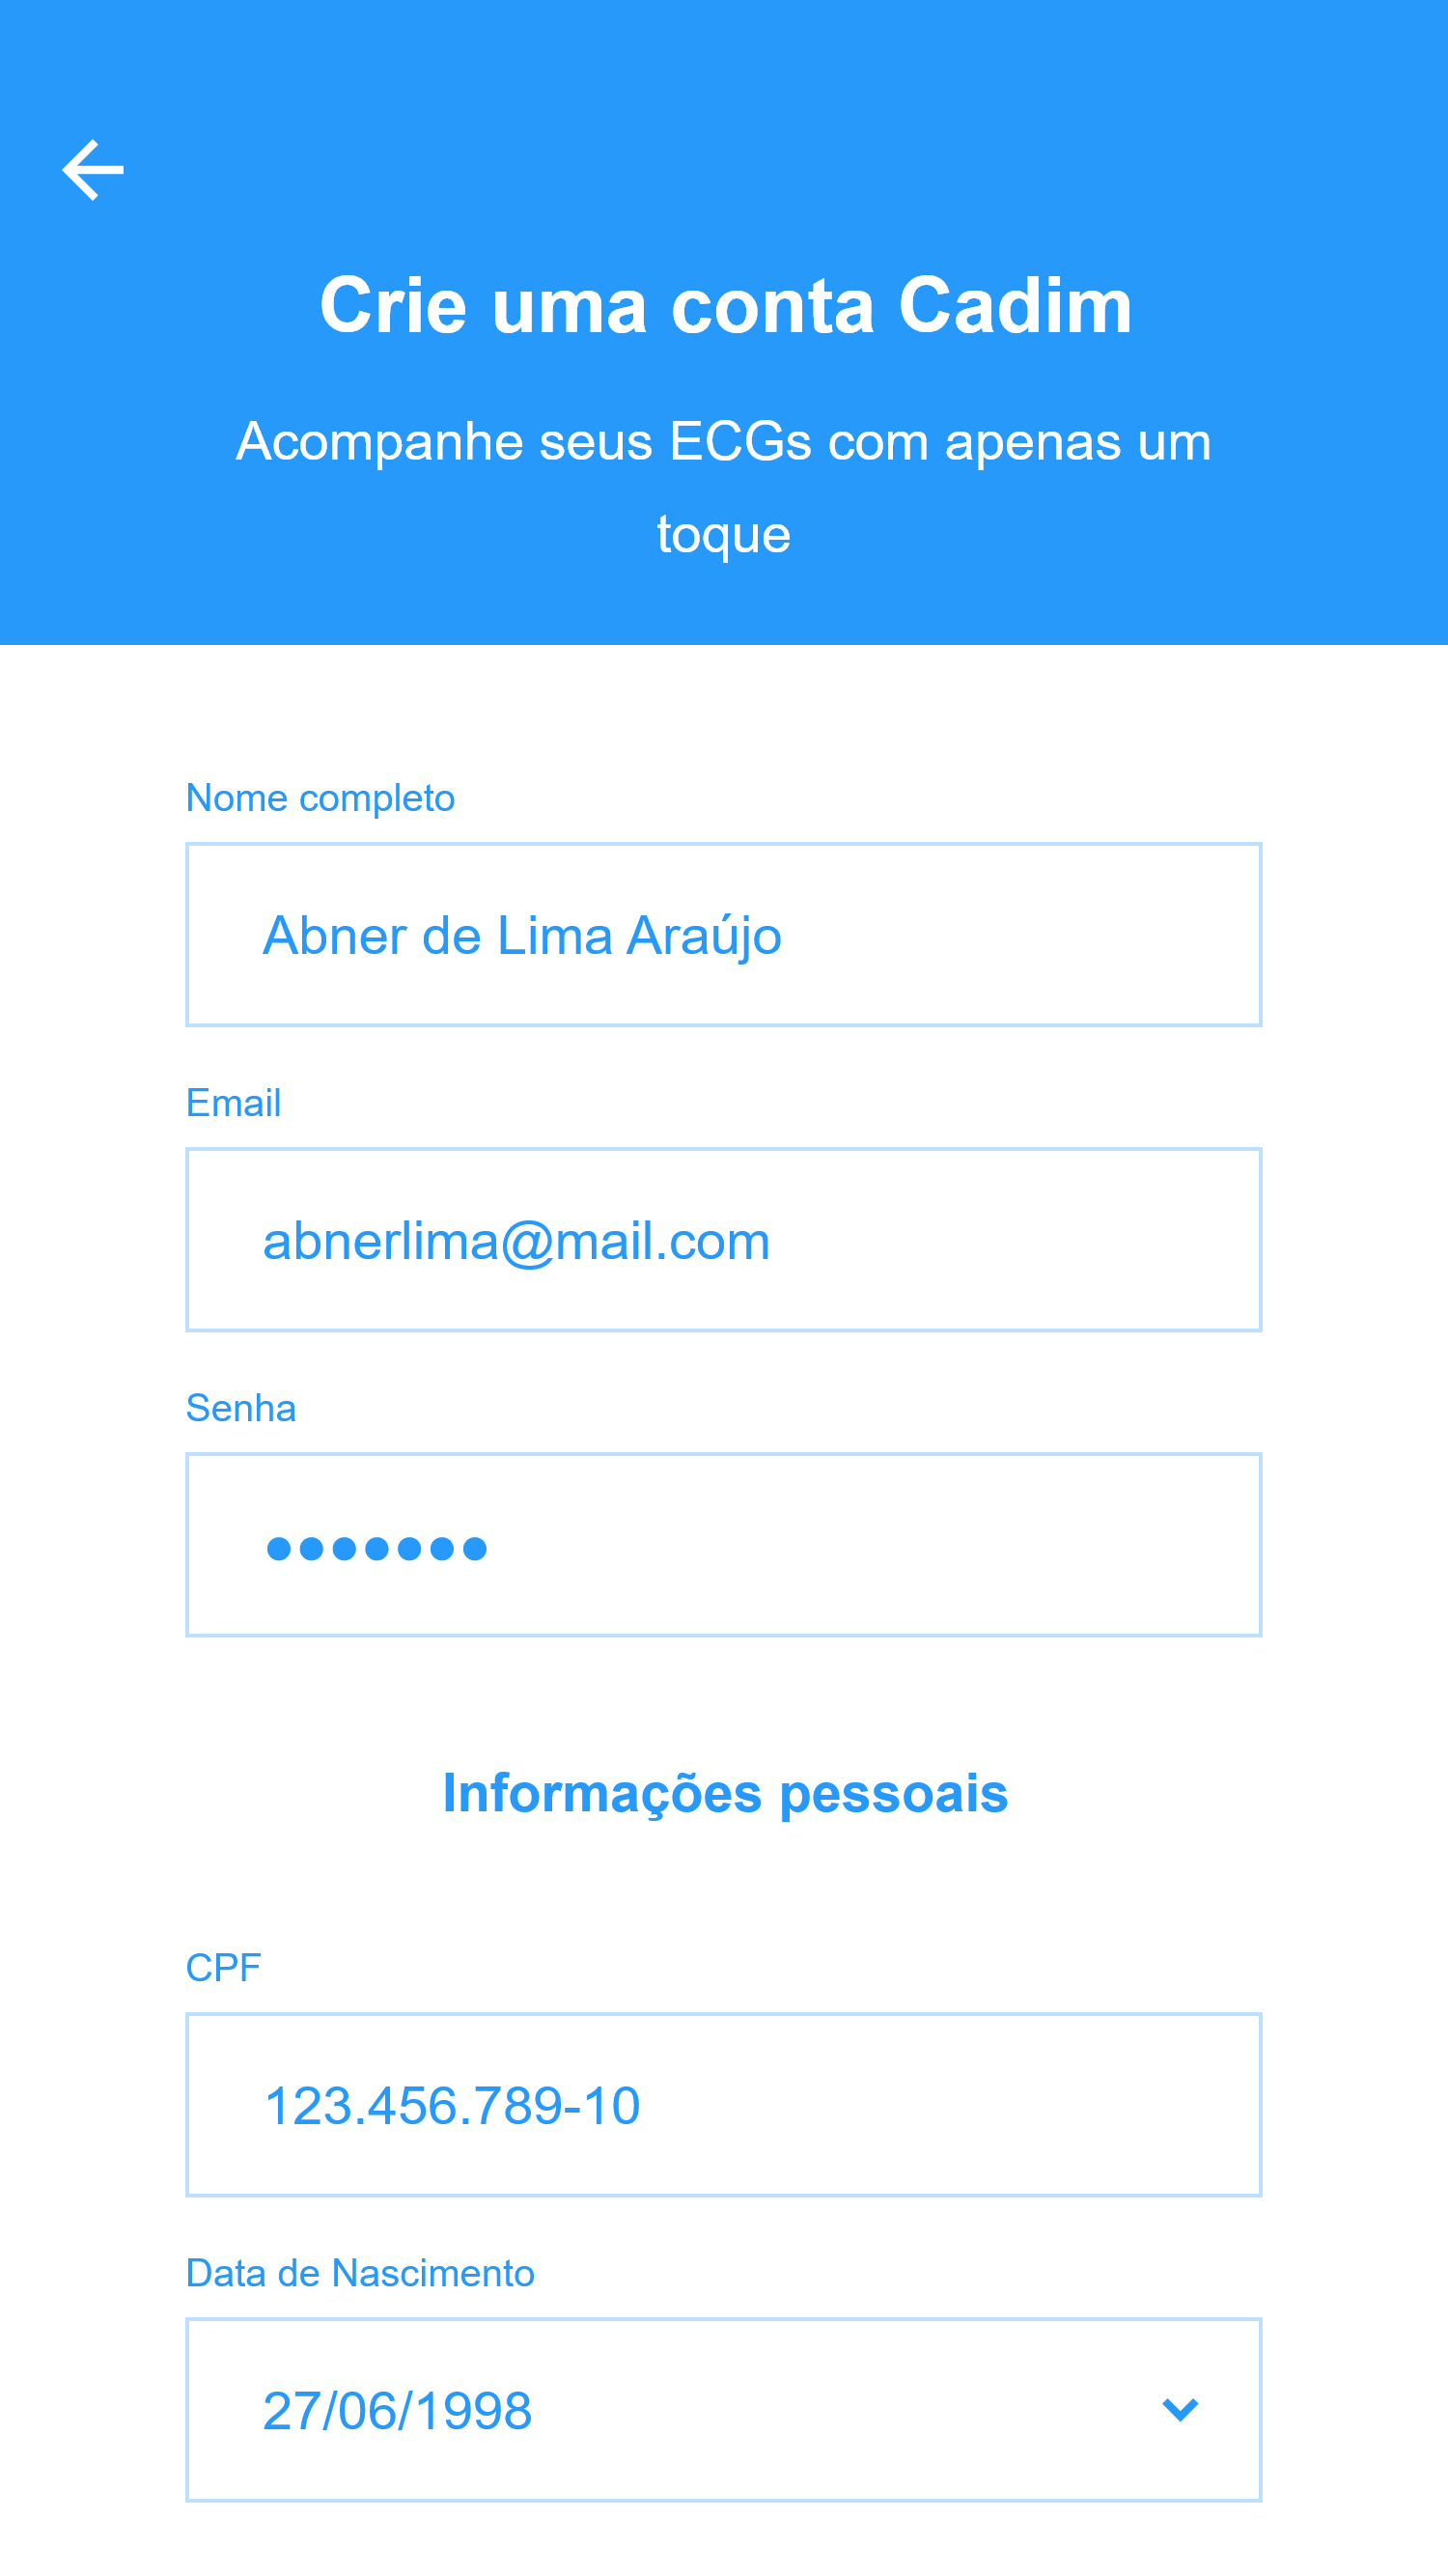 Crie uma conta Cadim
Acompanhe seus ECGs com apenas um
toque
Nome completo
Abner de Lima Araújo
Email
abnerlima@mail.com
Senha
●●●●●●●
Informações pessoais
CPF
123.456.789-10
Data de Nascimento
27/06/1998